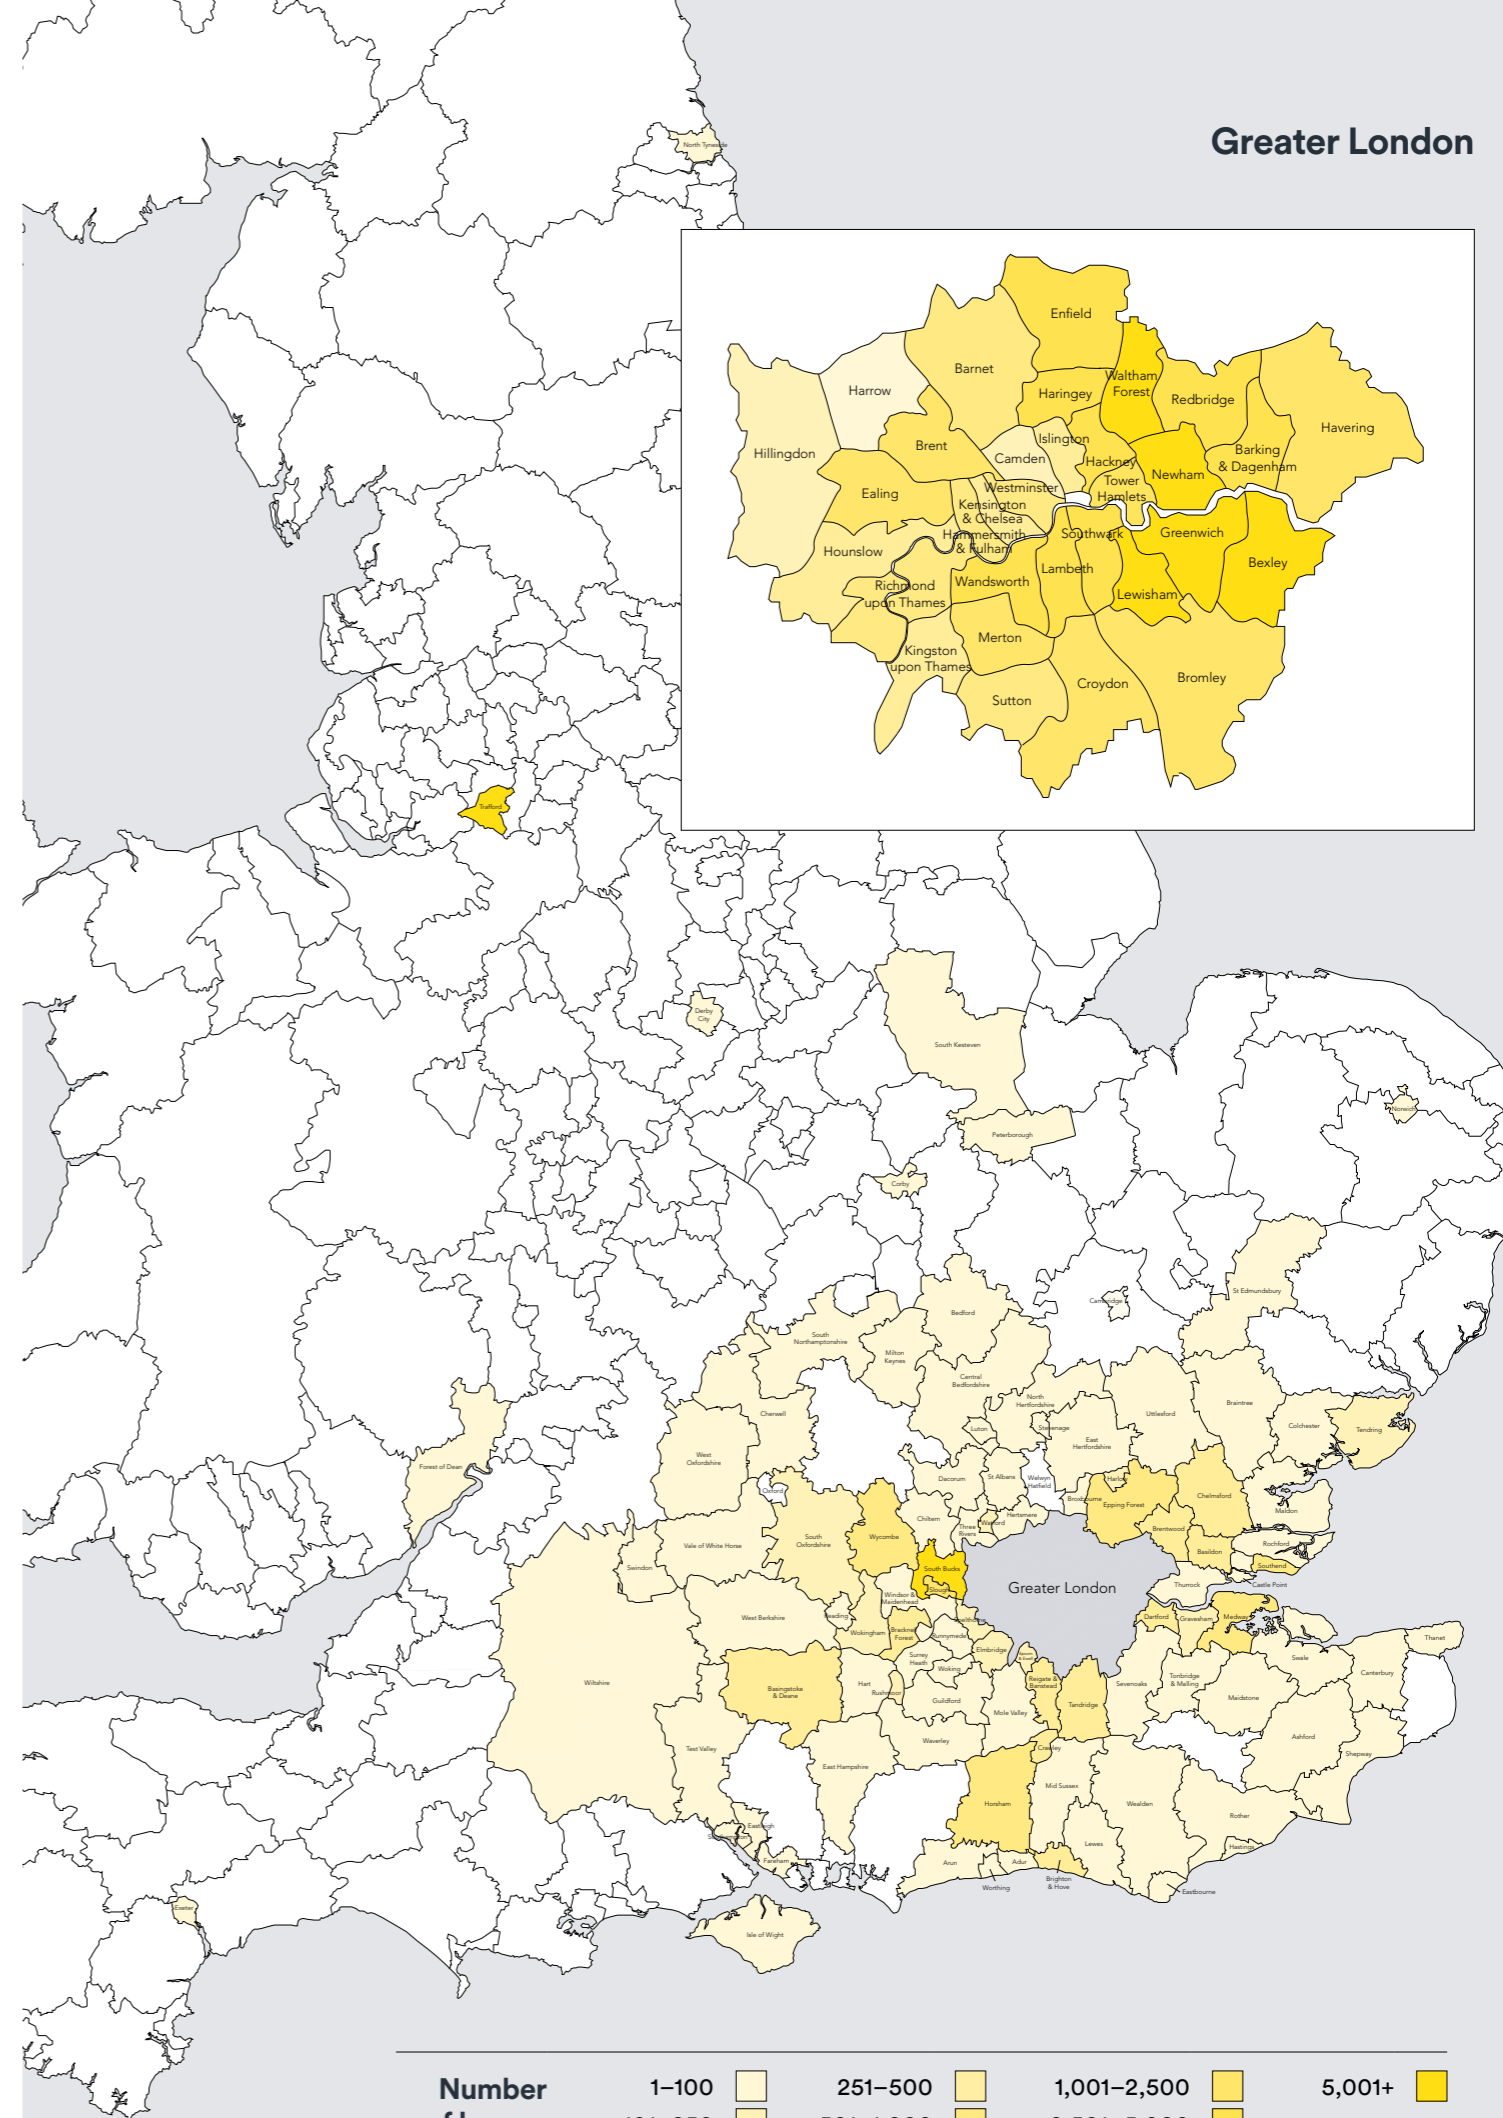 Greater London
North Tyneside
Enfield
Barnet
Waltham
Forest
Harrow
Haringey
Redbridge
Havering
Islington
Brent
Hillingdon
Camden
Hackney
Barking
& Dagenham
Newham
Tower
Hamlets
Westminster
Ealing
Kensington
& Chelsea
Hammersmith
& Fulham
Southwark
Greenwich
Hounslow
Bexley
Lambeth
Wandsworth
Richmond
upon Thames
Lewisham
Merton
Kingston
upon Thames
Bromley
Croydon
Sutton
Trafford
Derby
City
South Kesteven
Norwich
Peterborough
Corby
St Edmundsbury
Cambridge
Bedford
South
Northamptonshire
Milton
Keynes
Central
Bedfordshire
North
Hertfordshire
Braintree
Cherwell
Uttlesford
Colchester
Tendring
Luton
Stevenage
East
Hertfordshire
West
Oxfordshire
Forest of Dean
Dacorum
St Albans
Welwyn
Hatfield
Harlow
Oxford
Broxbourne
Epping Forest
Chelmsford
Maldon
Chiltern
Three
Rivers
Watford
Hertsmere
Brentwood
South
Oxfordshire
Wycombe
Vale of White Horse
Rochford
Basildon
Southend
Swindon
South Bucks
Slough
Greater London
Thurrock
Castle Point
Windsor &
Maidenhead
West Berkshire
Reading
Wokingham
Bracknell
Forest
Spelthorne
Runnymede
Dartford
Gravesham
Medway
Elmbridge
Epsom
& Ewell
Thanet
Surrey
Heath
Woking
Swale
Canterbury
Wiltshire
Basingstoke
& Deane
Hart
Rushmoor
Guildford
Reigate &
Banstead
Tandridge
Sevenoaks
Tonbridge
& Malling
Maidstone
Mole Valley
Waverley
Ashford
Test Valley
Crawley
Shepway
East Hampshire
Mid Sussex
Horsham
Wealden
Rother
Eastleigh
Southampton
Lewes
Hastings
Fareham
Arun
Adur
Worthing
Brighton
& Hove
Eastbourne
Exeter
Isle of Wight
Number 1–100 251–500 1,001–2,500 5,001+